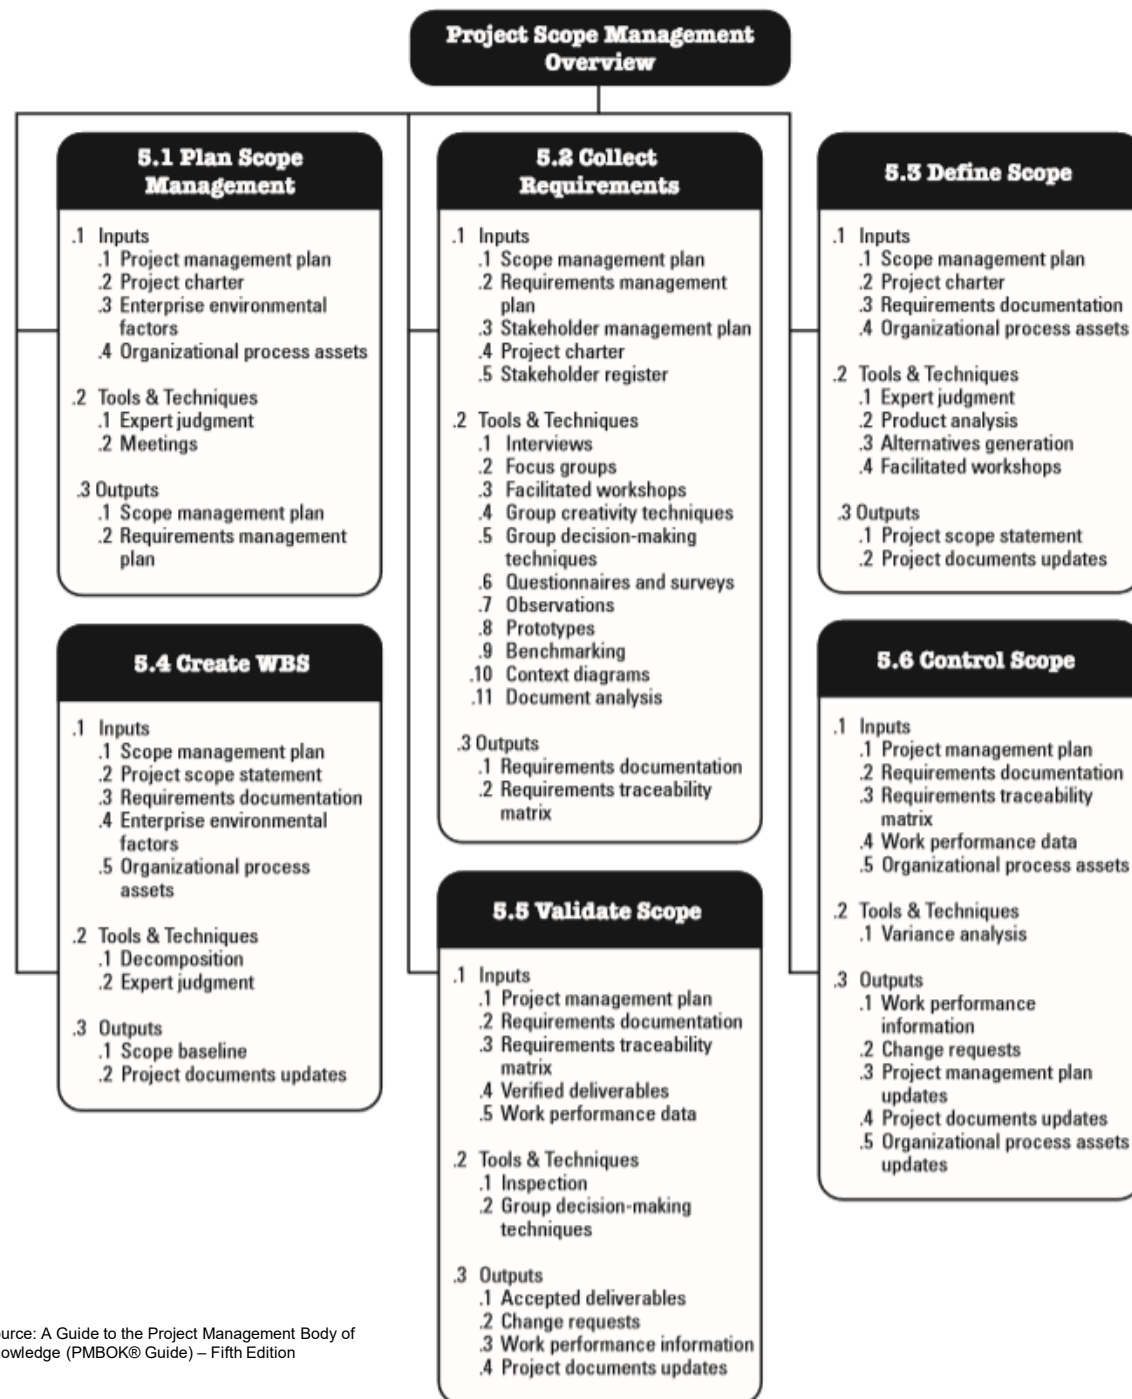 Project Scope Management
Overview
5.1 Plan Scope
Management
.1 Inputs
.1 Project management plan
.2 Project charter
.3 Enterprise environmental
factors
.4 Organizational process assets
.2 Tools & Techniques
.1 Expert judgment
.2 Meetings
.3 Outputs
.1 Scope management plan
.2 Requirements management
plan
5.2 Collect
Requirements
.1 Inputs
.1 Scope management plan
.2 Requirements management
plan
.3 Stakeholder management plan
.4 Project charter
.5 Stakeholder register
.2 Tools & Techniques
.1 Interviews
.2 Focus groups
.3 Facilitated workshops
.4 Group creativity techniques
.5 Group decision-making
techniques
.6 Questionnaires and surveys
.7 Observations
.8 Prototypes
.9 Benchmarking
.10 Context diagrams
.11 Document analysis
.3 Outputs
.1 Requirements documentation
.2 Requirements traceability
matrix
5.3 Define Scope
.1 Inputs
.1 Scope management plan
.2 Project charter
.3 Requirements documentation
.4 Organizational process assets
.2 Tools & Techniques
.1 Expert judgment
.2 Product analysis
.3 Alternatives generation
.4 Facilitated workshops
.3 Outputs
.1 Project scope statement
.2 Project documents updates
5.4 Create WBS
.1 Inputs
.1 Scope management plan
.2 Project scope statement
.3 Requirements documentation
.4 Enterprise environmental
factors
.5 Organizational process
assets
.2 Tools & Techniques
.1 Decomposition
.2 Expert judgment
.3 Outputs
.1 Scope baseline
.2 Project documents updates
5.5 Validate Scope
.1 Inputs
.1 Project management plan
.2 Requirements documentation
.3 Requirements traceability
matrix
.4 Verified deliverables
.5 Work performance data
.2 Tools & Techniques
.1 Inspection
.2 Group decision-making
techniques
.3 Outputs
.1 Accepted deliverables
.2 Change requests
.3 Work performance information
.4 Project documents updates
5.6 Control Scope
.1 Inputs
.1 Project management plan
.2 Requirements documentation
.3 Requirements traceability
matrix
.4 Work performance data
.5 Organizational process assets
.2 Tools & Techniques
.1 Variance analysis
.3 Outputs
.1 Work performance
information
.2 Change requests
.3 Project management plan
updates
.4 Project documents updates
.5 Organizational process assets
updates
urce: A Guide to the Project Management Body of
owledge (PMBOK® Guide) – Fifth Edition